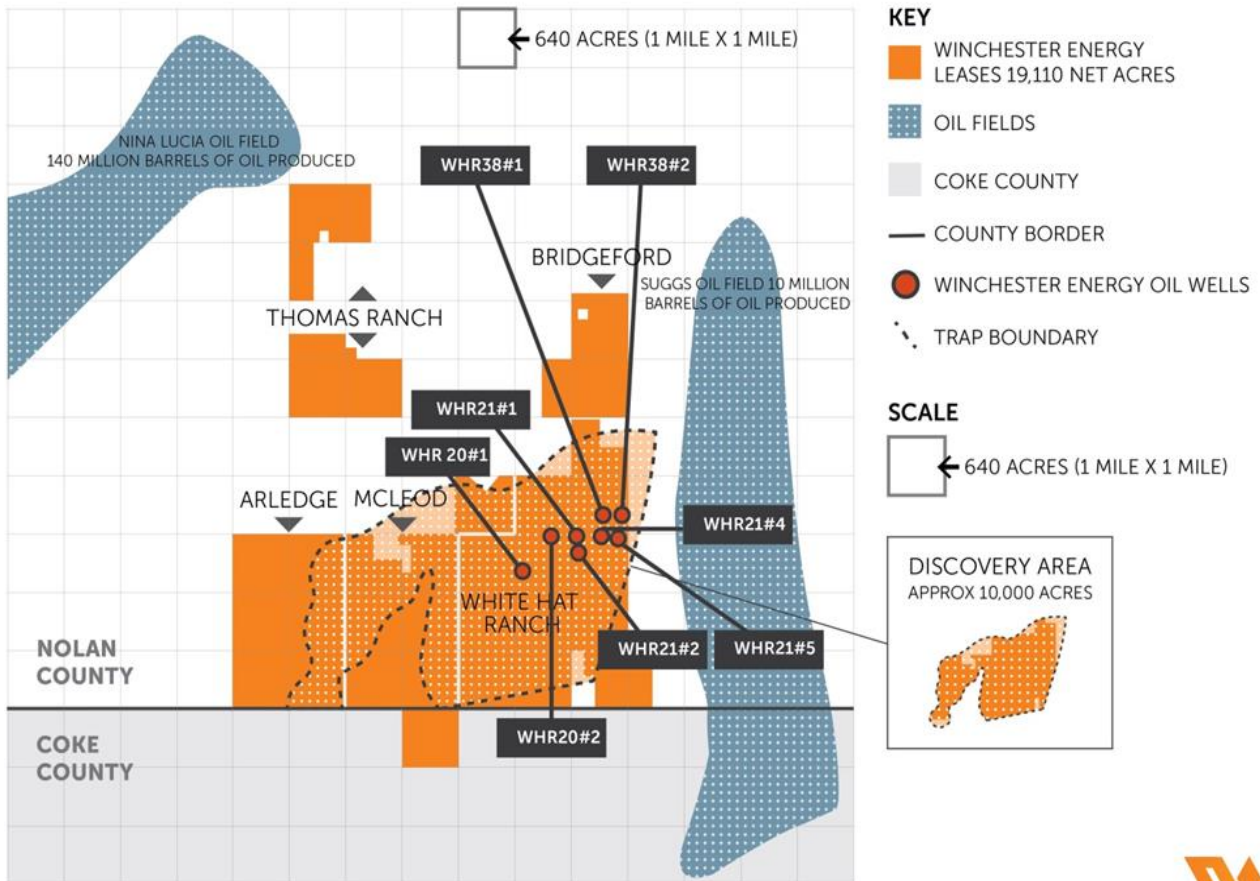 640 ACRES (1 MILE X 1 MILE)
NINA LUCIA OIL FIELD
140 MILLION BARRELS OF OIL PRODUCED
WHR38#1
WHR38#2
BRIDGEFORD
SUGGS OIL FIELD 10 MILLION
BARRELS OF OIL PRODUCED
THOMAS RANCH
WHR21#1
WHR 20#1
ARLEDGE
MCLEOD
WHR21#4
WHITE HAT
RANCH
WHR21#2
WHR21#5
NOLAN
COUNTY
WHR20#2
COKE
COUNTY
KEY
WINCHESTER ENERGY
LEASES 19,110 NET ACRES
OIL FIELDS
COKE COUNTY
COUNTY BORDER
WINCHESTER ENERGY OIL WELLS
TRAP BOUNDARY
SCALE
640 ACRES (1 MILE X 1 MILE)
DISCOVERY AREA
APPROX 10,000 ACRES